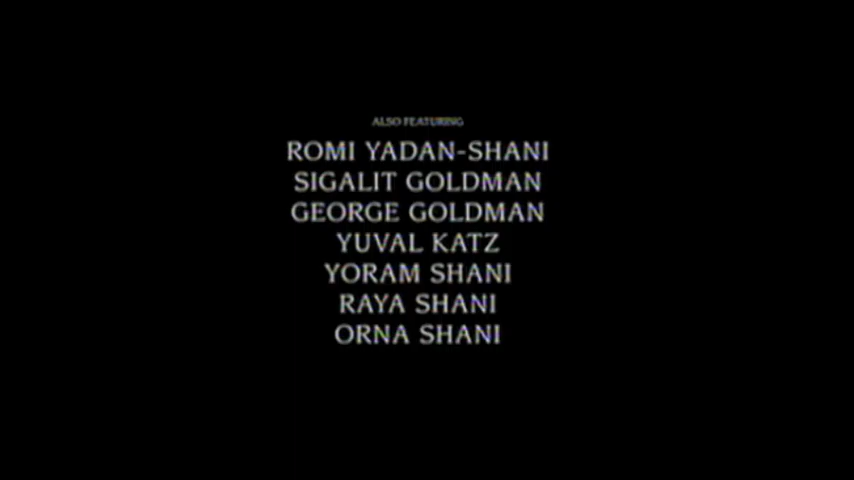 ALSO FEATURING
ROMI YADAN-SHANI
SIGALIT GOLDMAN
GEORGE GOLDMAN
YUVAL KATZ
YORAM SHANI
RAYA SHANI
ORNA SHANI